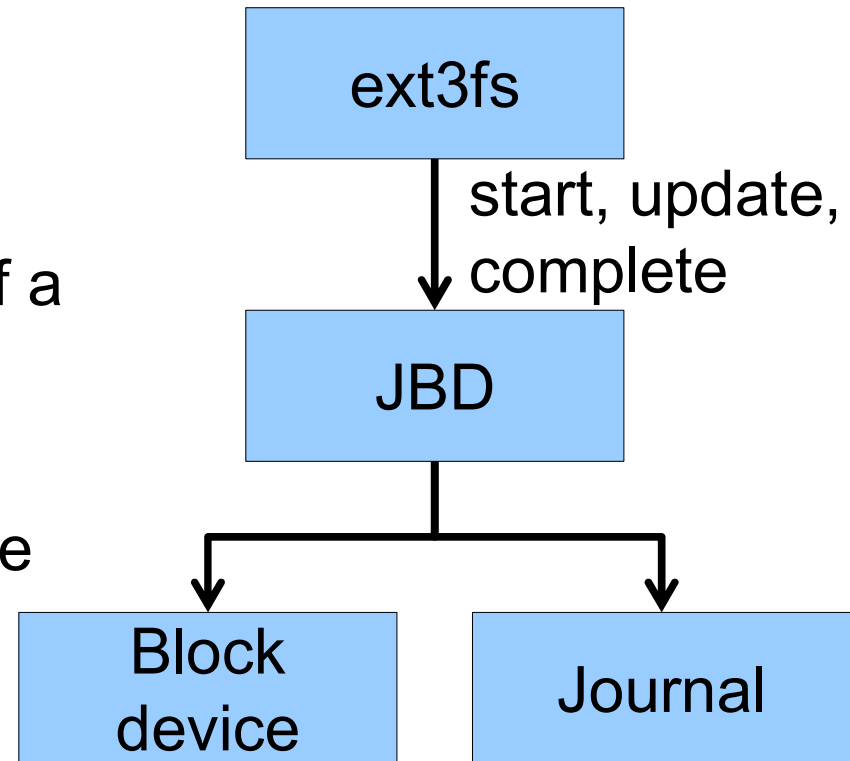 ext3fs
start, update,
complete
f a
JBD
e
Block
device
Journal